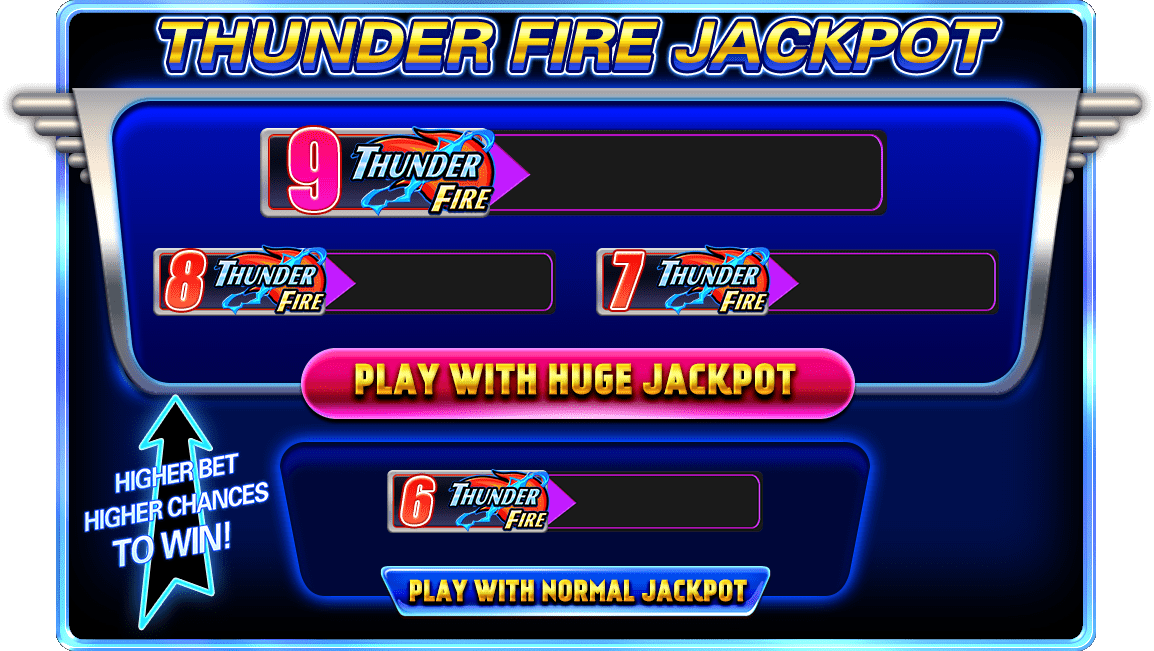 THUNDER FIRE JACKPOT
9 THUNDER
FIRE
8 THUNDER
FIRE
7 THUNDER
FIRE
PLAY WITH HUGE JACKPOT
HIGHER BET
HIGHER CHANCES
TO WIN!
6 THUNDER
FIRE
PLAY WITH NORMAL JACKPOT